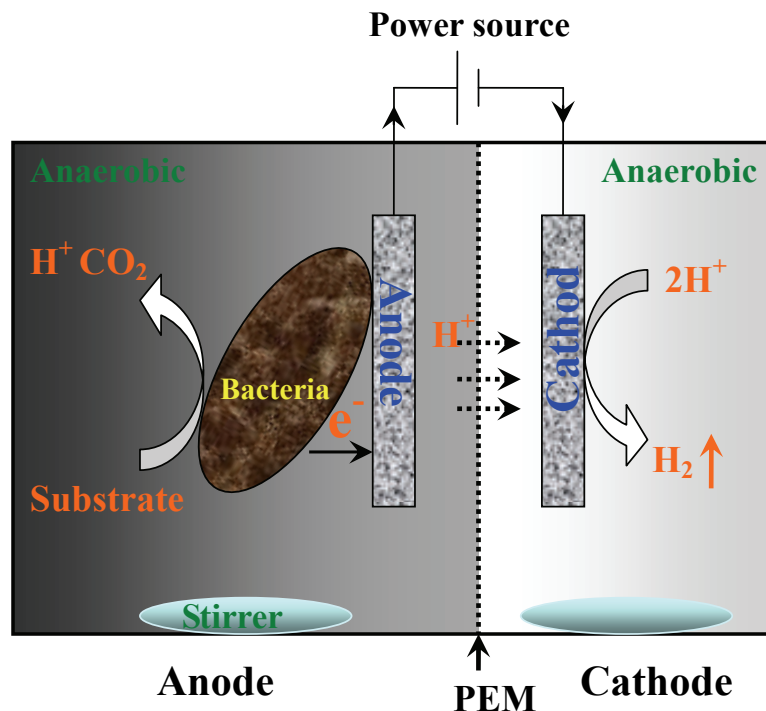 Power source
Anaerobic
Anaerobic
H⁺ CO₂
2H⁺
Anode
H⁺
Cathod
Bacteria
e⁻
Substrate
H₂
Stirrer
Anode
PEM
Cathode